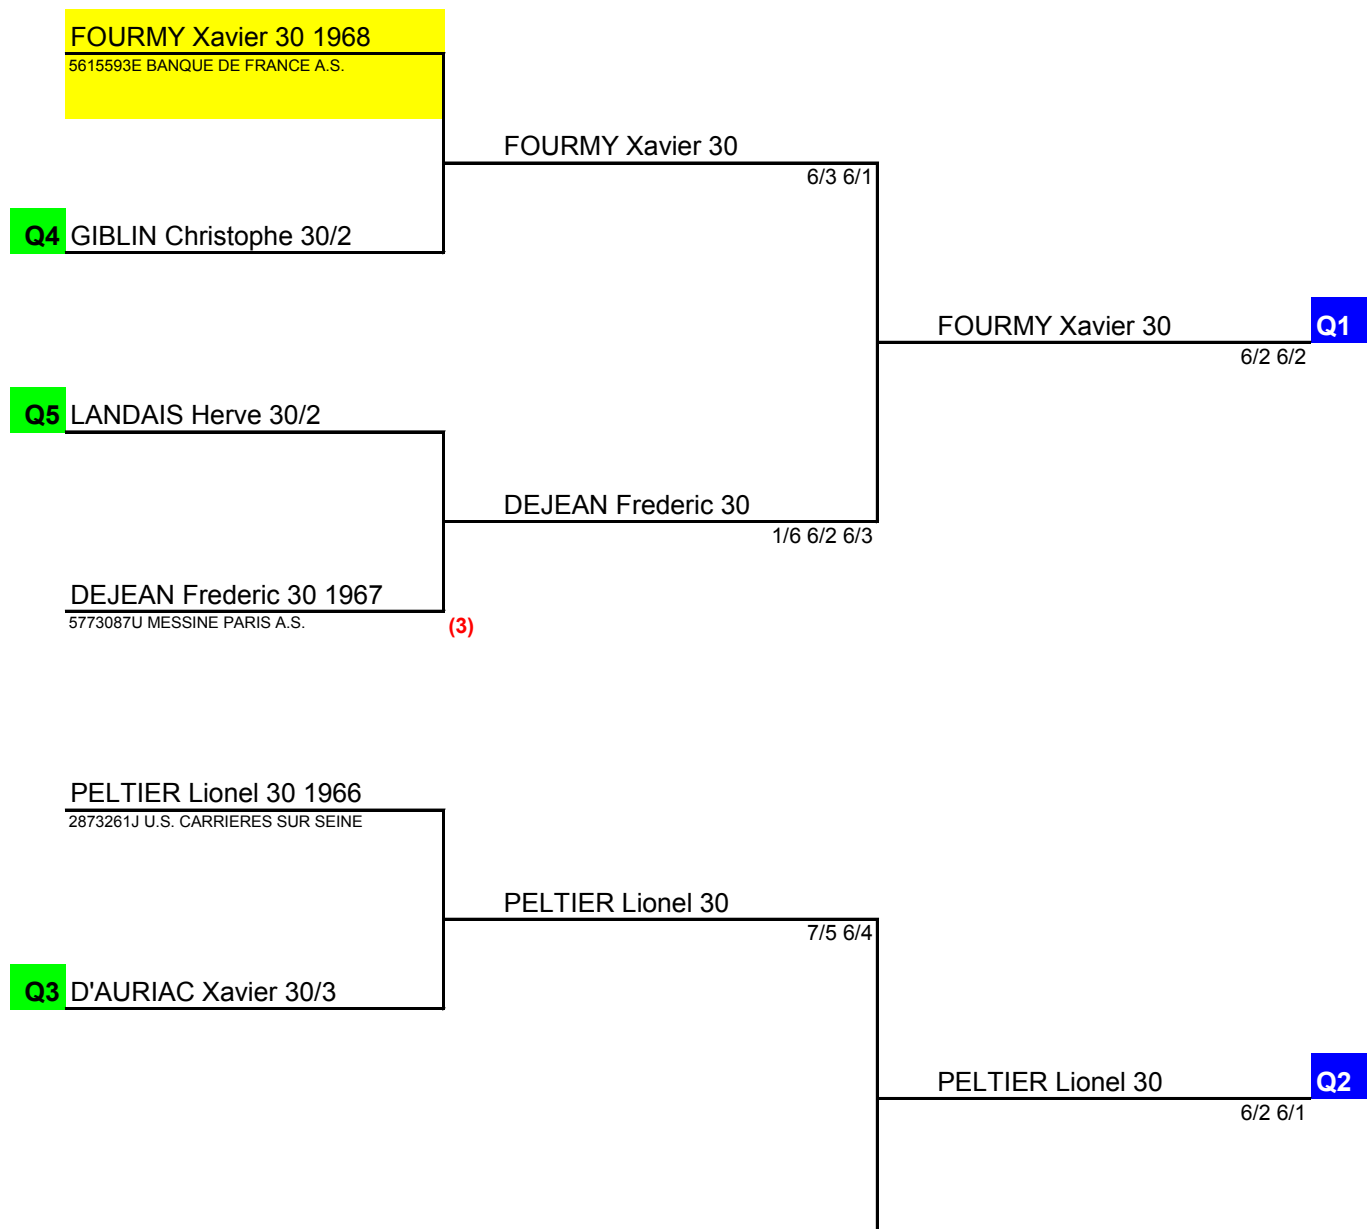 FOURMY Xavier 30 1968
5615593E BANQUE DE FRANCE A.S.
FOURMY Xavier 30
6/3 6/1
Q4 GIBLIN Christophe 30/2
FOURMY Xavier 30 Q1
6/2 6/2
Q5 LANDAIS Herve 30/2
DEJEAN Frederic 30
1/6 6/2 6/3
DEJEAN Frederic 30 1967
5773087U MESSINE PARIS A.S. (3)
PELTIER Lionel 30 1966
2873261J U.S. CARRIERES SUR SEINE
PELTIER Lionel 30
7/5 6/4
Q3 D'AURIAC Xavier 30/3
PELTIER Lionel 30 Q2
6/2 6/1